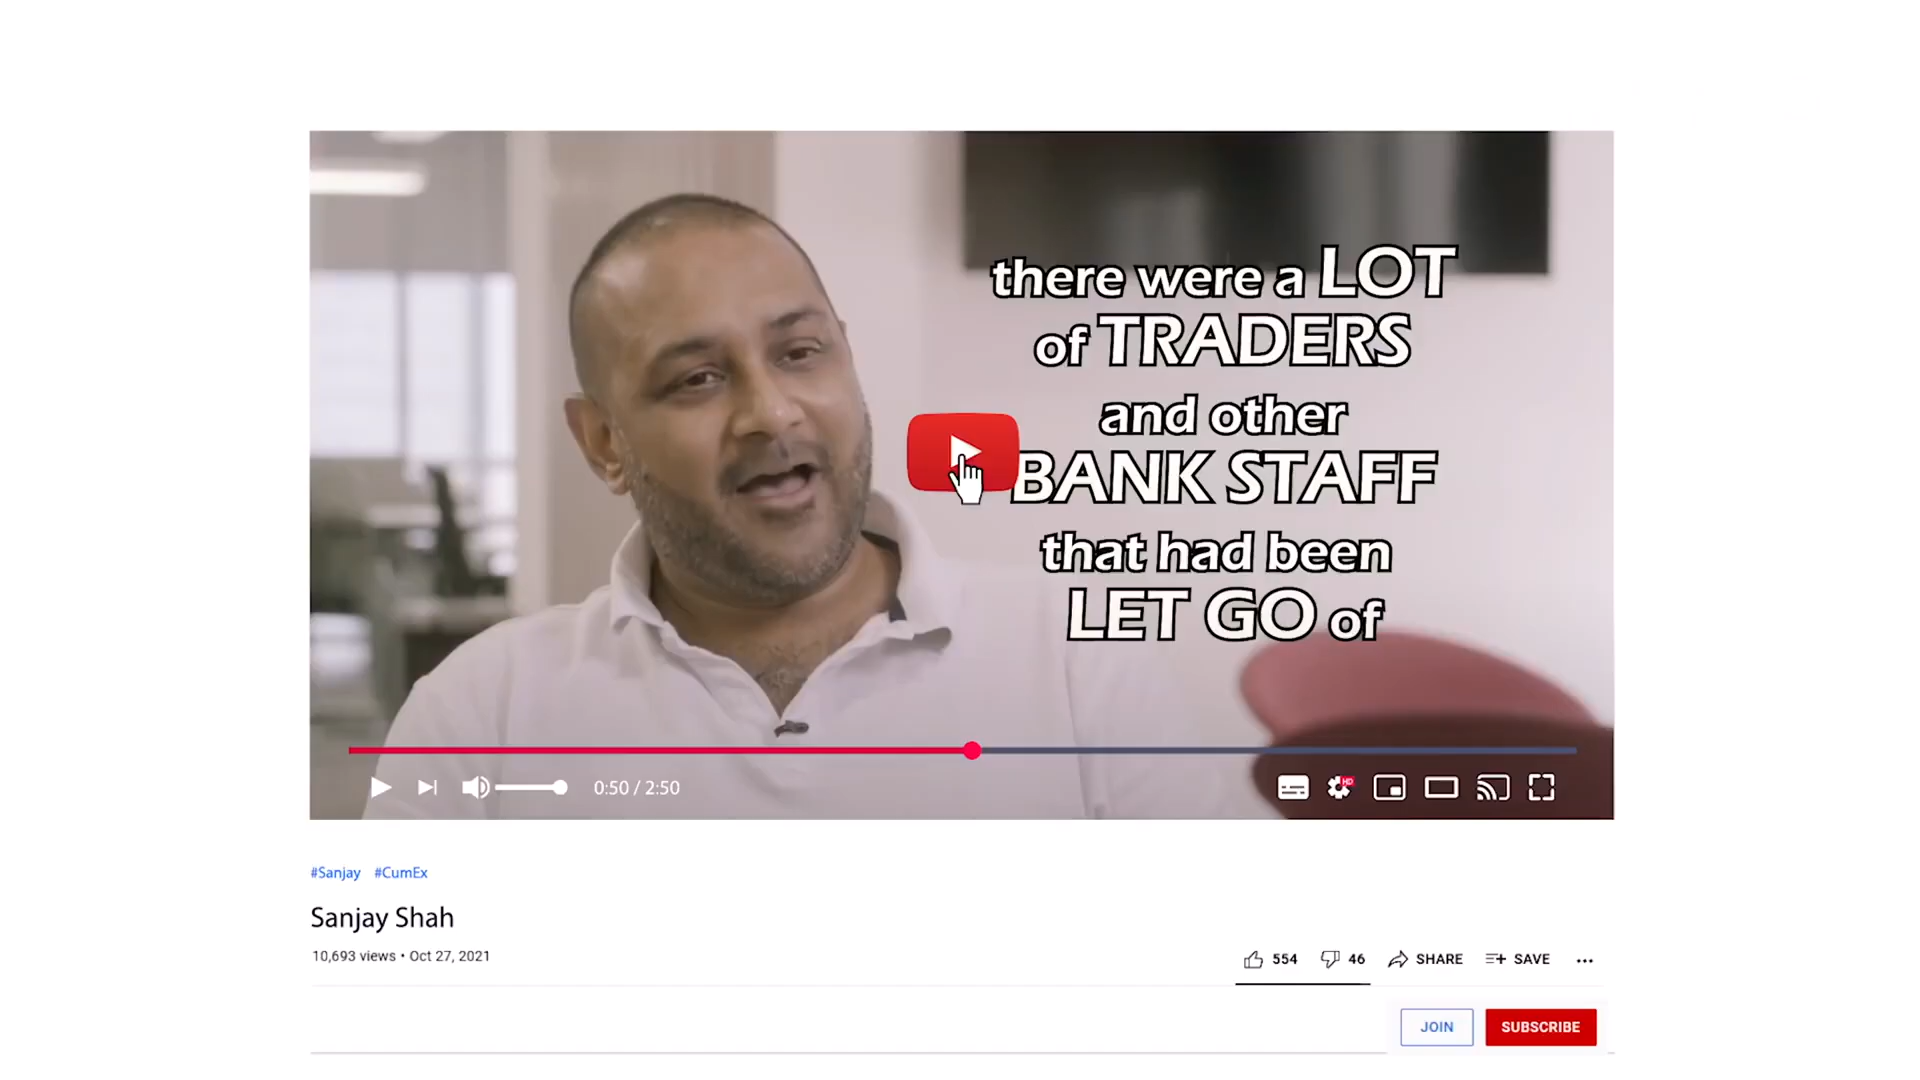 there were a LOT
of TRADERS
and other
BANK STAFF
that had been
LET GO of
0:50 / 2:50
HD
#Sanjay #CumEx
Sanjay Shah
10,693 views • Oct 27, 2021
554 46 SHARE SAVE
JOIN SUBSCRIBE